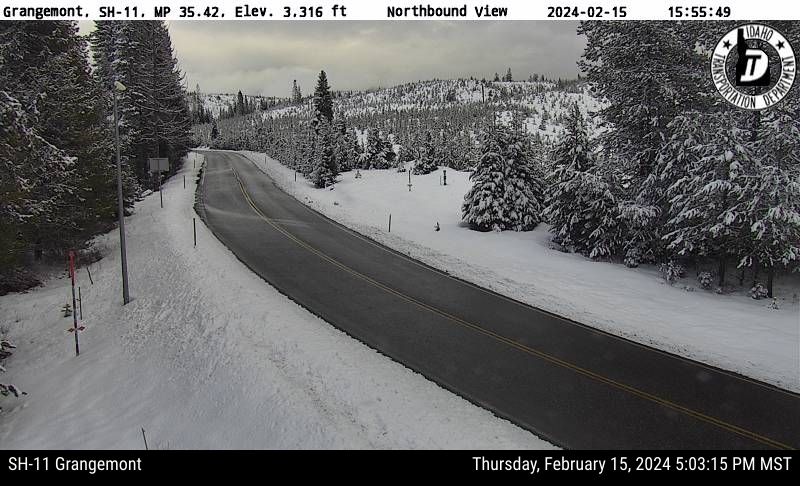 Grangemont, SH-11, MP 35.42, Elev. 3,316 ft Northbound View 2024-02-15 15:55:49
IDAHO TRANSPORTATION DEPARTMENT
SH-11 Grangemont Thursday, February 15, 2024 5:03:15 PM MST